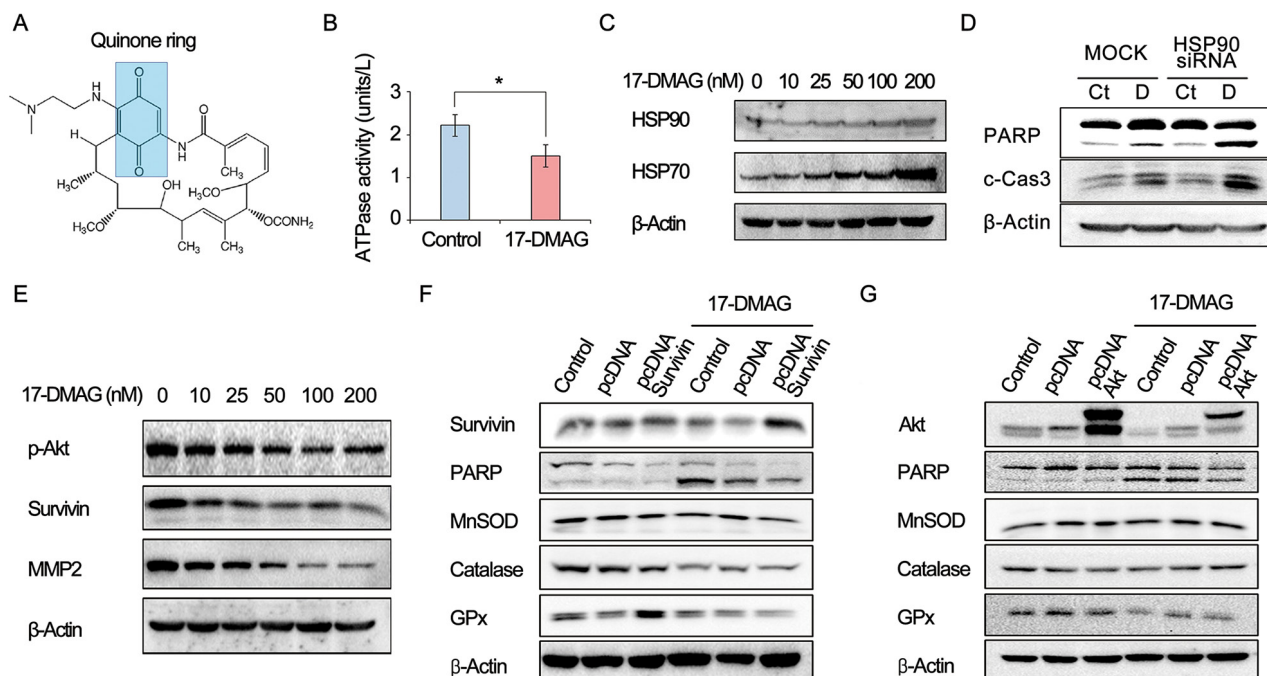 A
Quinone ring
O
H
N
N
H
O
N
H
O
CH₃
H₃C
OH
H₃CO
H₃CO
OCONH₂
CH₃
CH₃
B
ATPase activity (units/L)
3
2
1
0
*
Control
17-DMAG
C
17-DMAG (nM) 0 10 25 50 100 200
HSP90
HSP70
β-Actin
D
MOCK
HSP90
siRNA
Ct D Ct D
PARP
c-Cas3
β-Actin
E
17-DMAG (nM) 0 10 25 50 100 200
p-Akt
Survivin
MMP2
β-Actin
F
17-DMAG
Control
pcDNA
pcDNA
Survivin
Control
pcDNA
pcDNA
Survivin
Survivin
PARP
MnSOD
Catalase
GPx
β-Actin
G
17-DMAG
Control
pcDNA
pcDNA
Akt
Control
pcDNA
pcDNA
Akt
Akt
PARP
MnSOD
Catalase
GPx
β-Actin